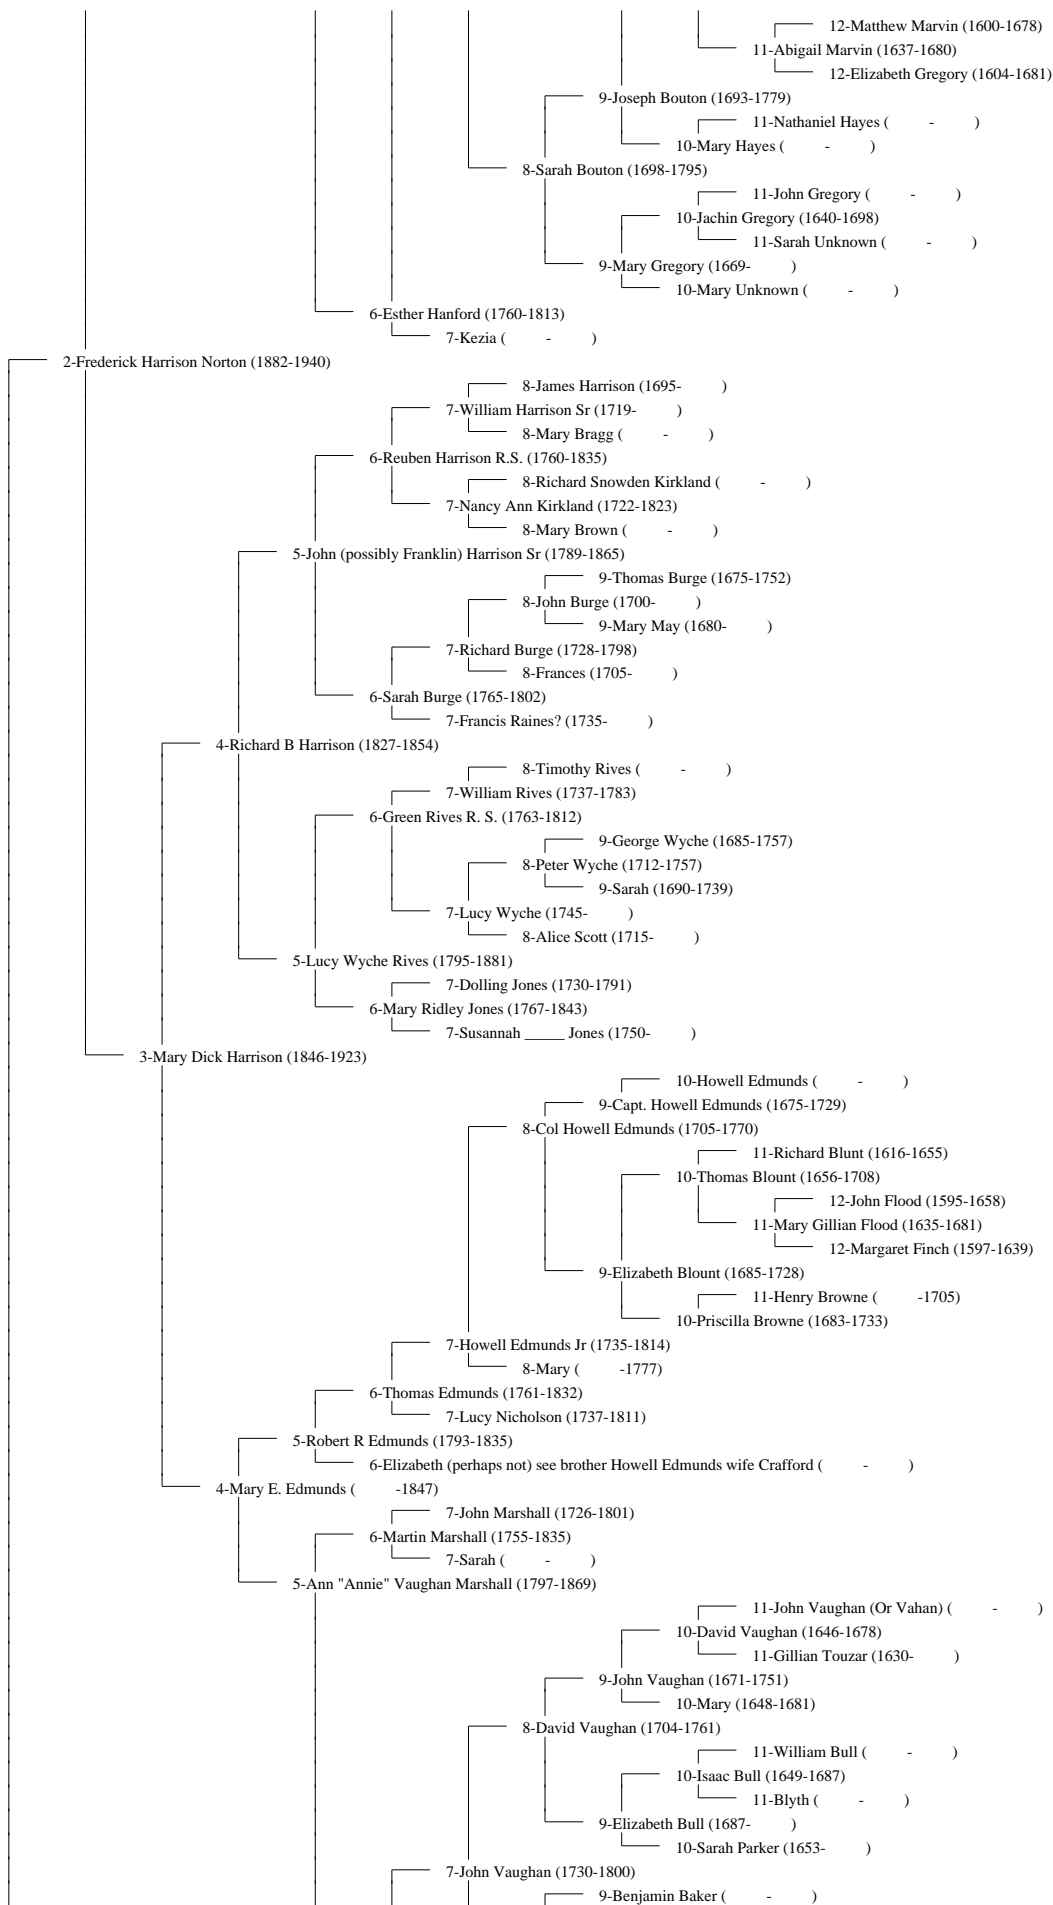 12-Matthew Marvin (1600-1678)
11-Abigail Marvin (1637-1680)
12-Elizabeth Gregory (1604-1681)
9-Joseph Bouton (1693-1779)
11-Nathaniel Hayes ( - )
10-Mary Hayes ( - )
8-Sarah Bouton (1698-1795)
11-John Gregory ( - )
10-Jachin Gregory (1640-1698)
11-Sarah Unknown ( - )
9-Mary Gregory (1669- )
10-Mary Unknown ( - )
6-Esther Hanford (1760-1813)
7-Kezia ( - )
2-Frederick Harrison Norton (1882-1940)
8-James Harrison (1695- )
7-William Harrison Sr (1719- )
8-Mary Bragg ( - )
6-Reuben Harrison R.S. (1760-1835)
8-Richard Snowden Kirkland ( - )
7-Nancy Ann Kirkland (1722-1823)
8-Mary Brown ( - )
5-John (possibly Franklin) Harrison Sr (1789-1865)
9-Thomas Burge (1675-1752)
8-John Burge (1700- )
9-Mary May (1680- )
7-Richard Burge (1728-1798)
8-Frances (1705- )
6-Sarah Burge (1765-1802)
7-Francis Raines? (1735- )
4-Richard B Harrison (1827-1854)
8-Timothy Rives ( - )
7-William Rives (1737-1783)
6-Green Rives R. S. (1763-1812)
9-George Wyche (1685-1757)
8-Peter Wyche (1712-1757)
9-Sarah (1690-1739)
7-Lucy Wyche (1745- )
8-Alice Scott (1715- )
5-Lucy Wyche Rives (1795-1881)
7-Dolling Jones (1730-1791)
6-Mary Ridley Jones (1767-1843)
7-Susannah _____ Jones (1750- )
3-Mary Dick Harrison (1846-1923)
10-Howell Edmunds ( - )
9-Capt. Howell Edmunds (1675-1729)
8-Col Howell Edmunds (1705-1770)
11-Richard Blunt (1616-1655)
10-Thomas Blount (1656-1708)
12-John Flood (1595-1658)
11-Mary Gillian Flood (1635-1681)
12-Margaret Finch (1597-1639)
9-Elizabeth Blount (1685-1728)
11-Henry Browne ( -1705)
10-Priscilla Browne (1683-1733)
7-Howell Edmunds Jr (1735-1814)
8-Mary ( -1777)
6-Thomas Edmunds (1761-1832)
7-Lucy Nicholson (1737-1811)
5-Robert R Edmunds (1793-1835)
6-Elizabeth (perhaps not) see brother Howell Edmunds wife Crafford ( - )
4-Mary E. Edmunds ( -1847)
7-John Marshall (1726-1801)
6-Martin Marshall (1755-1835)
7-Sarah ( - )
5-Ann "Annie" Vaughan Marshall (1797-1869)
11-John Vaughan (Or Vahan) ( - )
10-David Vaughan (1646-1678)
11-Gillian Touzar (1630- )
9-John Vaughan (1671-1751)
10-Mary (1648-1681)
8-David Vaughan (1704-1761)
11-William Bull ( - )
10-Isaac Bull (1649-1687)
11-Blyth ( - )
9-Elizabeth Bull (1687- )
10-Sarah Parker (1653- )
7-John Vaughan (1730-1800)
9-Benjamin Baker ( - )